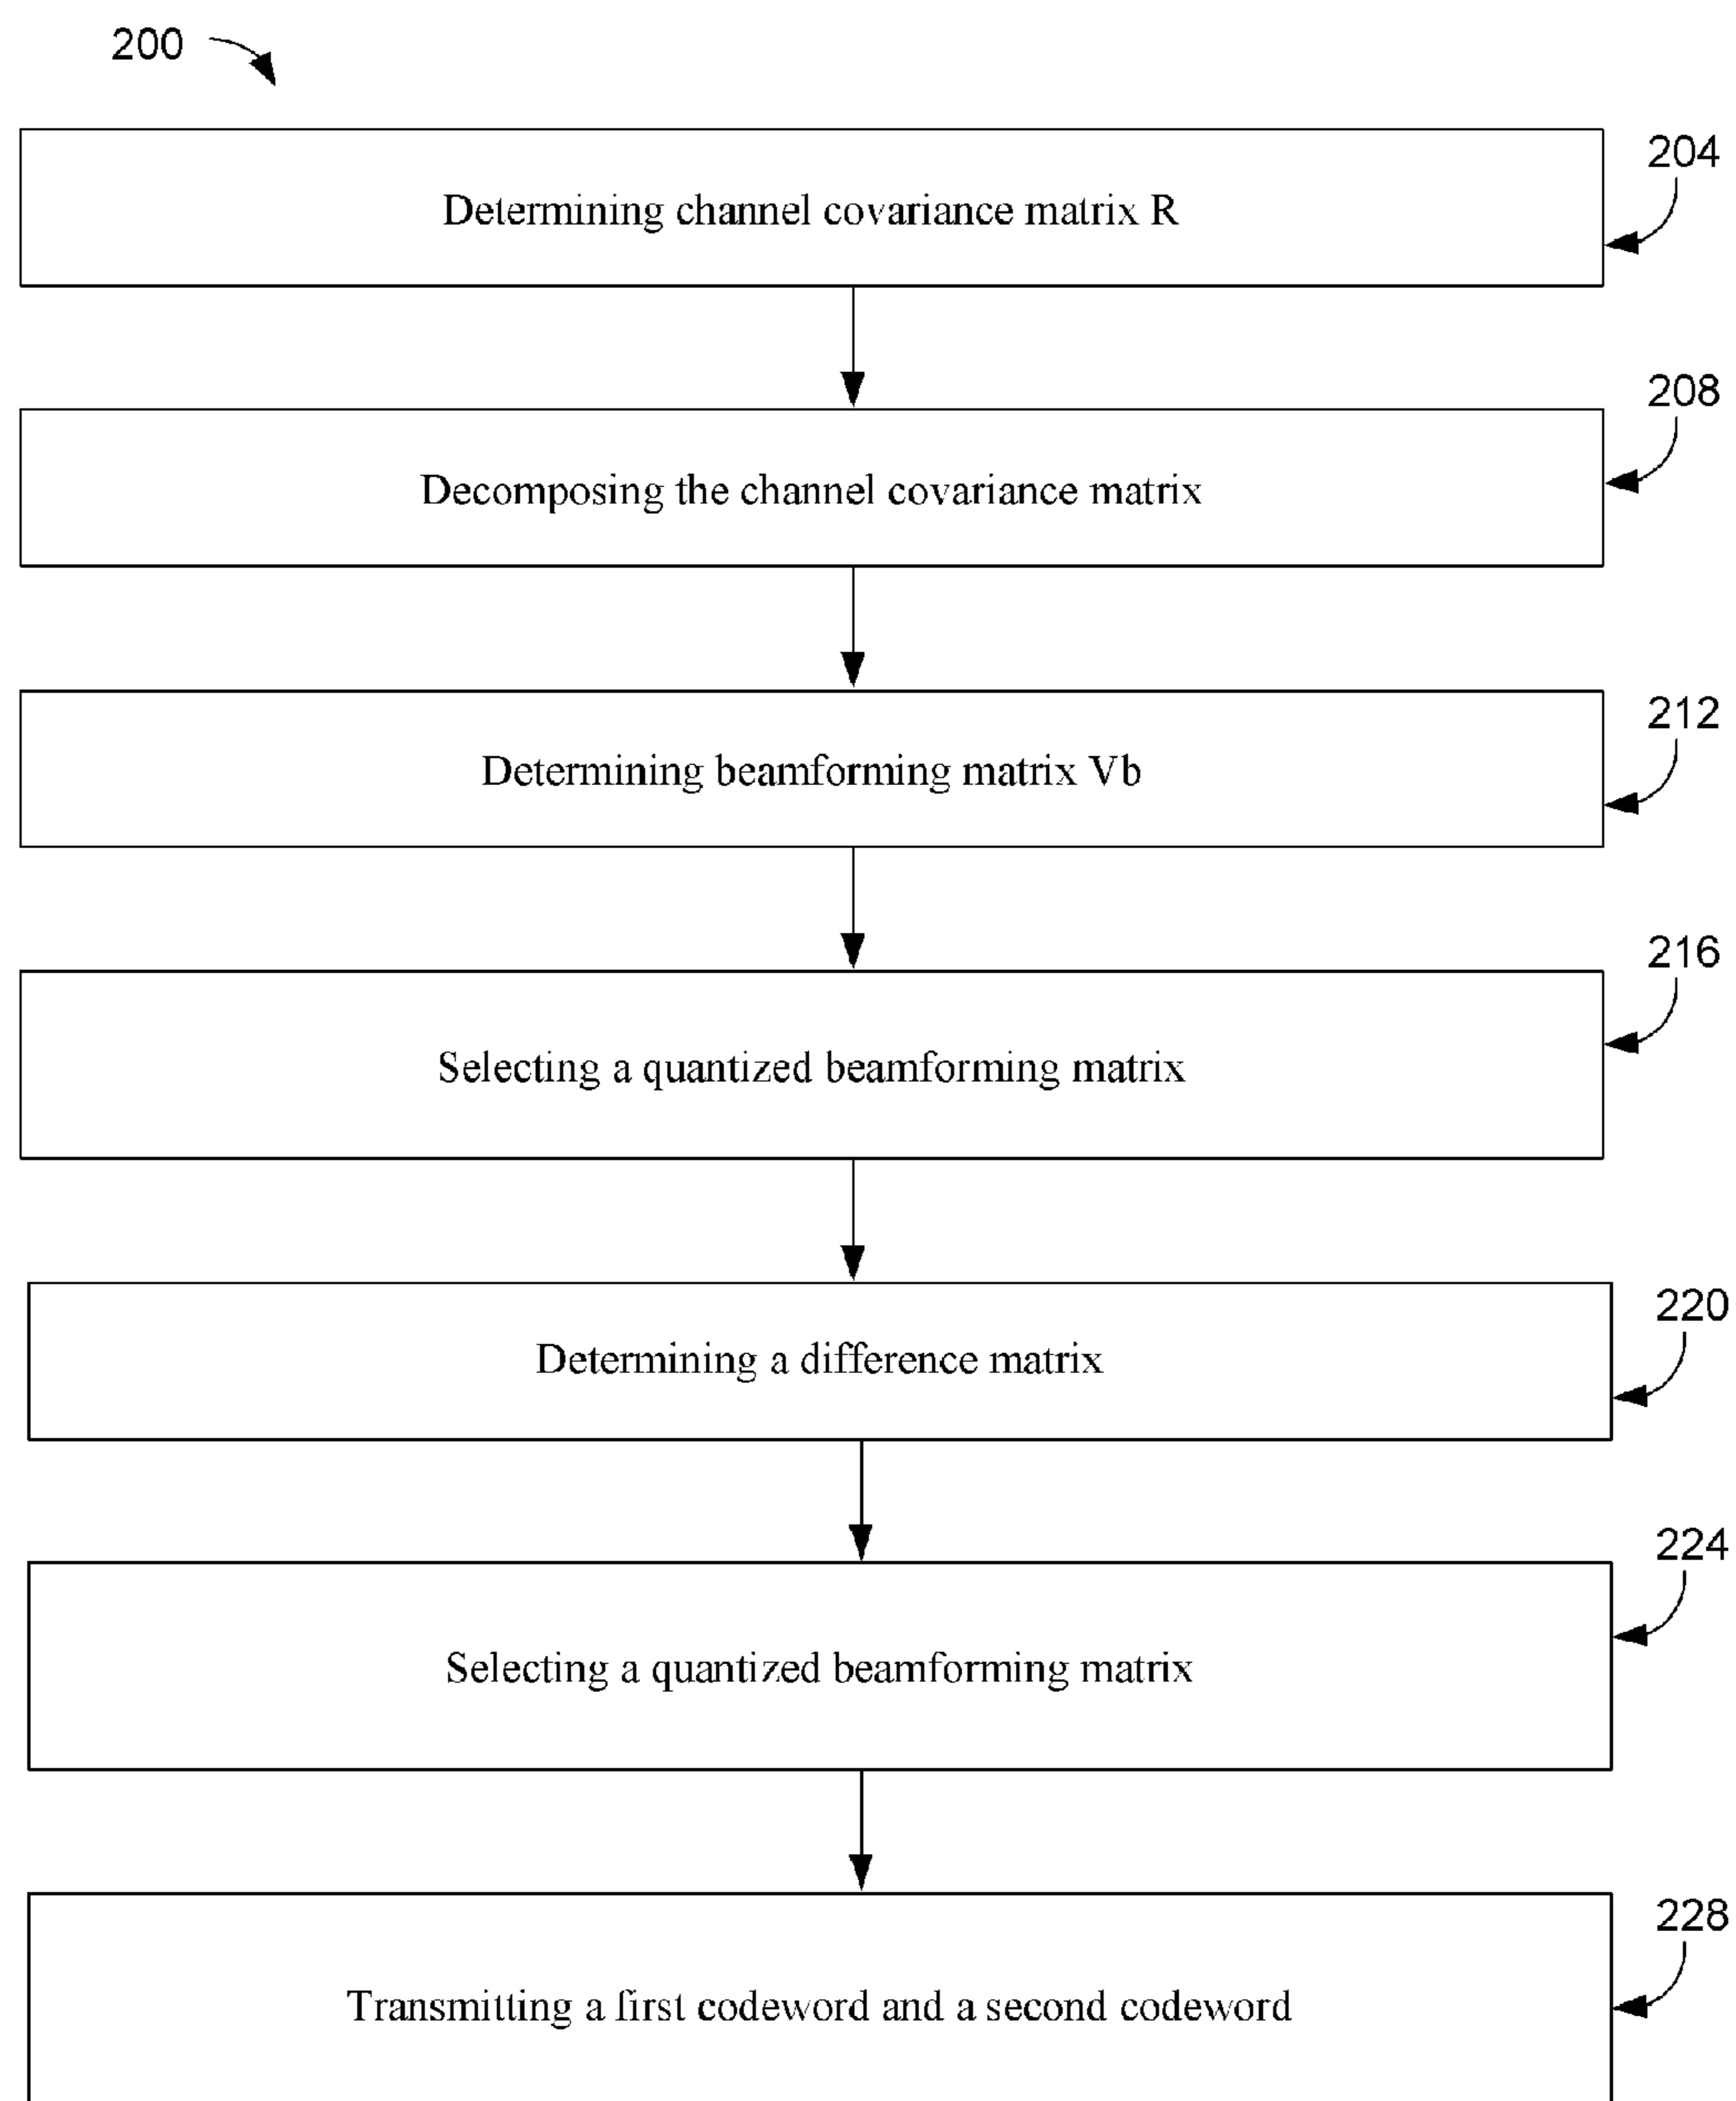 200
204
Determining channel covariance matrix R
208
Decomposing the channel covariance matrix
212
Determining beamforming matrix Vb
216
Selecting a quantized beamforming matrix
220
Determining a difference matrix
224
Selecting a quantized beamforming matrix
228
Transmitting a first codeword and a second codeword